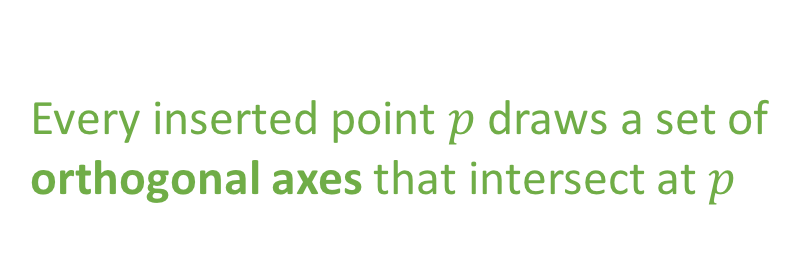 Every inserted point p draws a set of
orthogonal axes that intersect at p